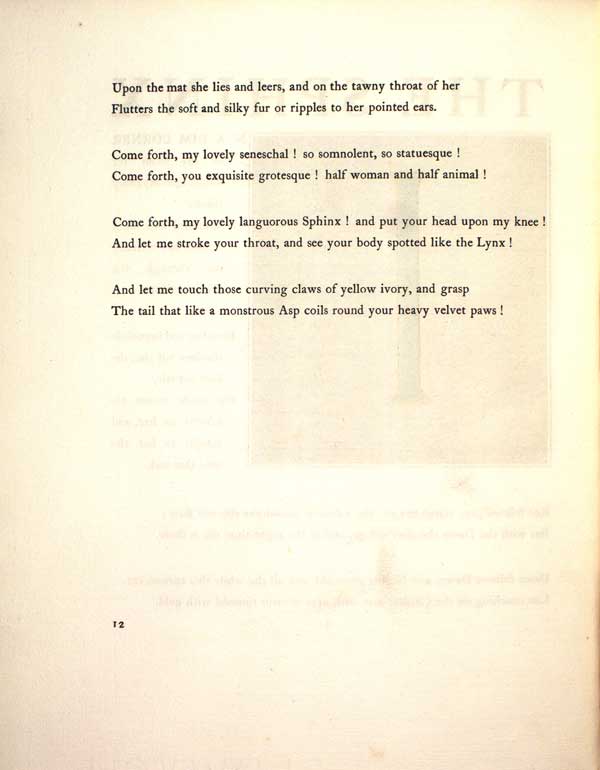 Upon the mat she lies and leers, and on the tawny throat of her
Flutters the soft and silky fur or ripples to her pointed ears.
Come forth, my lovely seneschal ! so somnolent, so statuesque !
Come forth, you exquisite grotesque ! half woman and half animal !
Come forth, my lovely languorous Sphinx ! and put your head upon my knee !
And let me stroke your throat, and see your body spotted like the Lynx !
And let me touch those curving claws of yellow ivory, and grasp
The tail that like a monstrous Asp coils round your heavy velvet paws !
12